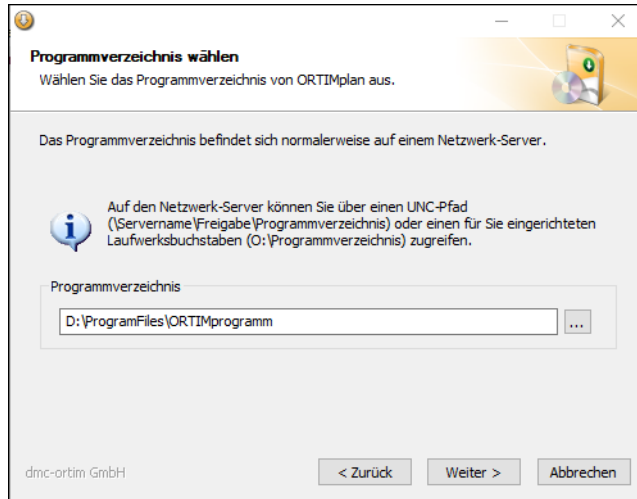 Programmverzeichnis wählen
Wählen Sie das Programmverzeichnis von ORTIMplan aus.
Das Programmverzeichnis befindet sich normalerweise auf einem Netzwerk-Server.
Auf den Netzwerk-Server können Sie über einen UNC-Pfad
(\Servername\Freigabe\Programmverzeichnis) oder einen für Sie eingerichteten
Laufwerksbuchstaben (O:\Programmverzeichnis) zugreifen.
Programmverzeichnis
D:\ProgramFiles\ORTIMprogramm
...
dmc-ortim GmbH
< Zurück
Weiter >
Abbrechen